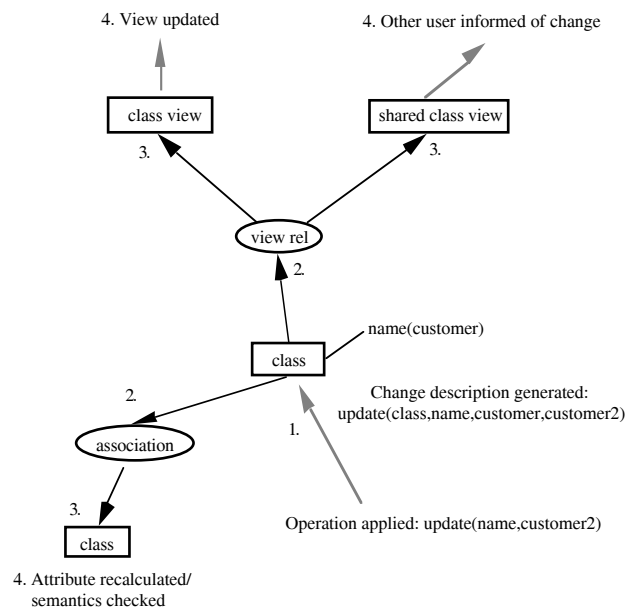 4. View updated
4. Other user informed of change
class view
shared class view
3.
3.
view rel
2.
name(customer)
class
2.
Change description generated:
update(class,name,customer,customer2)
1.
association
3.
Operation applied: update(name,customer2)
class
4. Attribute recalculated/
semantics checked